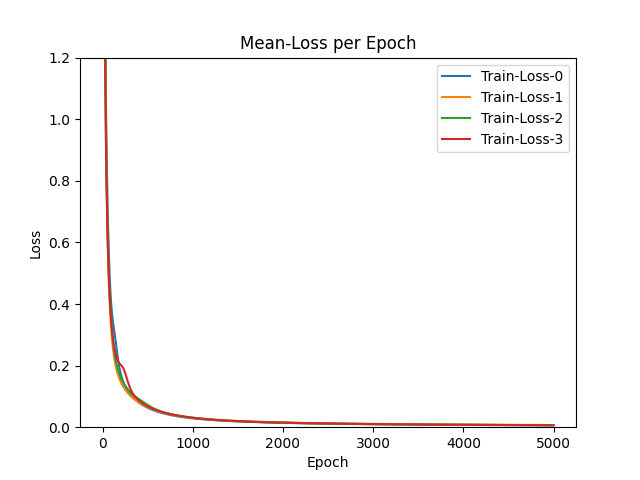 Mean-Loss per Epoch
Train-Loss-0
Train-Loss-1
Train-Loss-2
Train-Loss-3
Loss
1.2
1.0
0.8
0.6
0.4
0.2
0.0
0 1000 2000 3000 4000 5000
Epoch